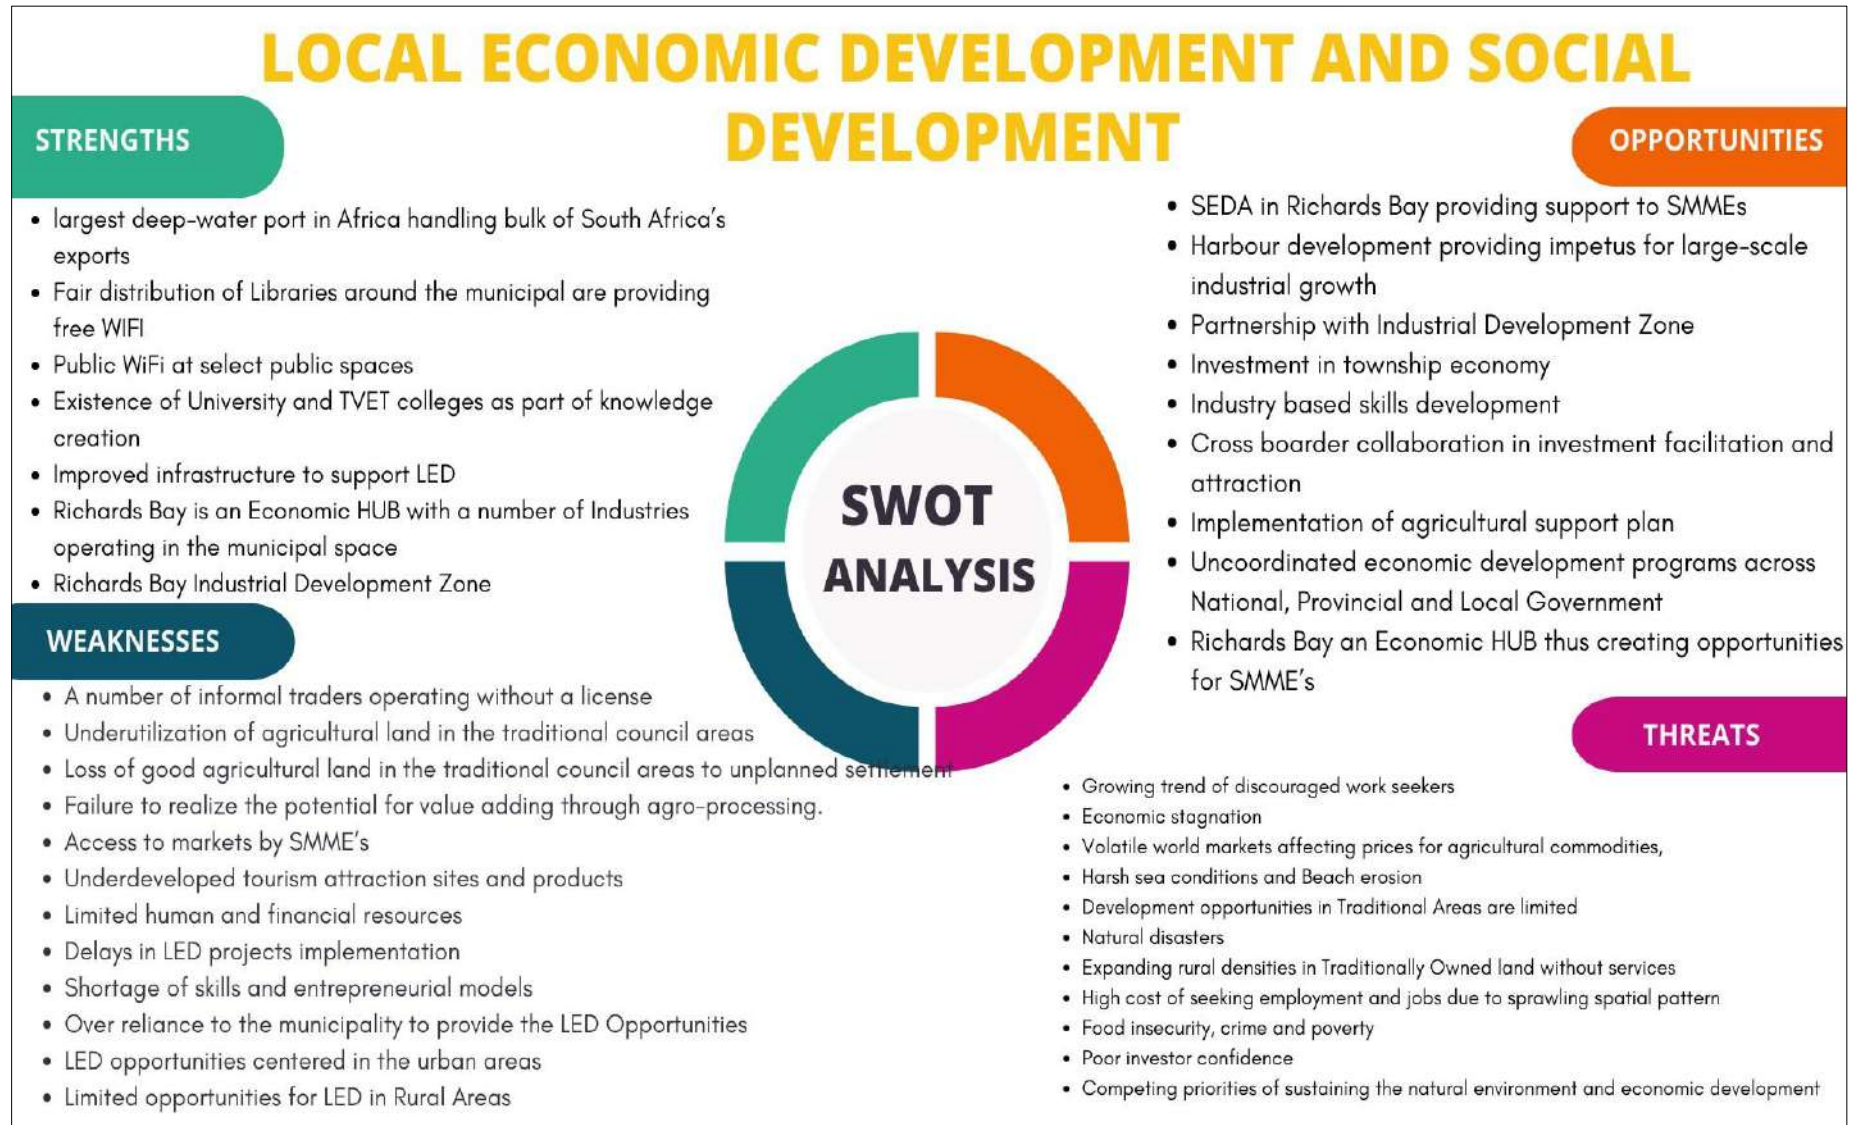 LOCAL ECONOMIC DEVELOPMENT AND SOCIAL
DEVELOPMENT
STRENGTHS
• largest deep-water port in Africa handling bulk of South Africa's
exports
• Fair distribution of Libraries around the municipal are providing
free WIFI
• Public WiFi at select public spaces
• Existence of University and TVET colleges as part of knowledge
creation
• Improved infrastructure to support LED
• Richards Bay is an Economic HUB with a number of Industries
operating in the municipal space
• Richards Bay Industrial Development Zone
WEAKNESSES
• A number of informal traders operating without a license
• Underutilization of agricultural land in the traditional council areas
• Loss of good agricultural land in the traditional council areas to unplanned settlement
• Failure to realize the potential for value adding through agro-processing.
• Access to markets by SMME's
• Underdeveloped tourism attraction sites and products
• Limited human and financial resources
• Delays in LED projects implementation
• Shortage of skills and entrepreneurial models
• Over reliance to the municipality to provide the LED Opportunities
• LED opportunities centered in the urban areas
• Limited opportunities for LED in Rural Areas
SWOT
ANALYSIS
OPPORTUNITIES
• SEDA in Richards Bay providing support to SMMEs
• Harbour development providing impetus for large-scale
industrial growth
• Partnership with Industrial Development Zone
• Investment in township economy
• Industry based skills development
• Cross boarder collaboration in investment facilitation and
attraction
• Implementation of agricultural support plan
• Uncoordinated economic development programs across
National, Provincial and Local Government
• Richards Bay an Economic HUB thus creating opportunities
for SMME's
THREATS
• Growing trend of discouraged work seekers
• Economic stagnation
• Volatile world markets affecting prices for agricultural commodities,
• Harsh sea conditions and Beach erosion
• Development opportunities in Traditional Areas are limited
• Natural disasters
• Expanding rural densities in Traditionally Owned land without services
• High cost of seeking employment and jobs due to sprawling spatial pattern
• Food insecurity, crime and poverty
• Poor investor confidence
• Competing priorities of sustaining the natural environment and economic development